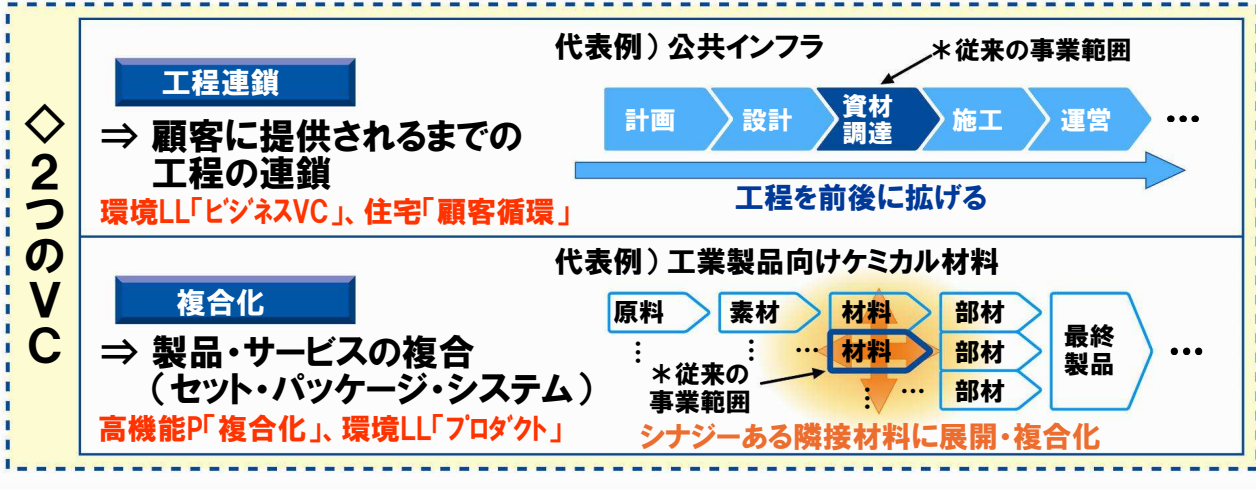 ◇2つのVC
工程連鎖
⇒ 顧客に提供されるまでの
工程の連鎖
環境LL「ビジネスVC」、住宅「顧客循環」
代表例）公共インフラ
＊従来の事業範囲
計画 設計 資材 施工 運営 …
調達
工程を前後に拡げる
複合化
⇒ 製品・サービスの複合
（セット・パッケージ・システム）
高機能P「複合化」、環境LL「プロダクト」
代表例）工業製品向けケミカル材料
原料 素材 材料 部材
⋮ ⋮ … 材料 部材 最終 …
製品
＊従来の
事業範囲
⋮ … 部材
シナジーある隣接材料に展開・複合化